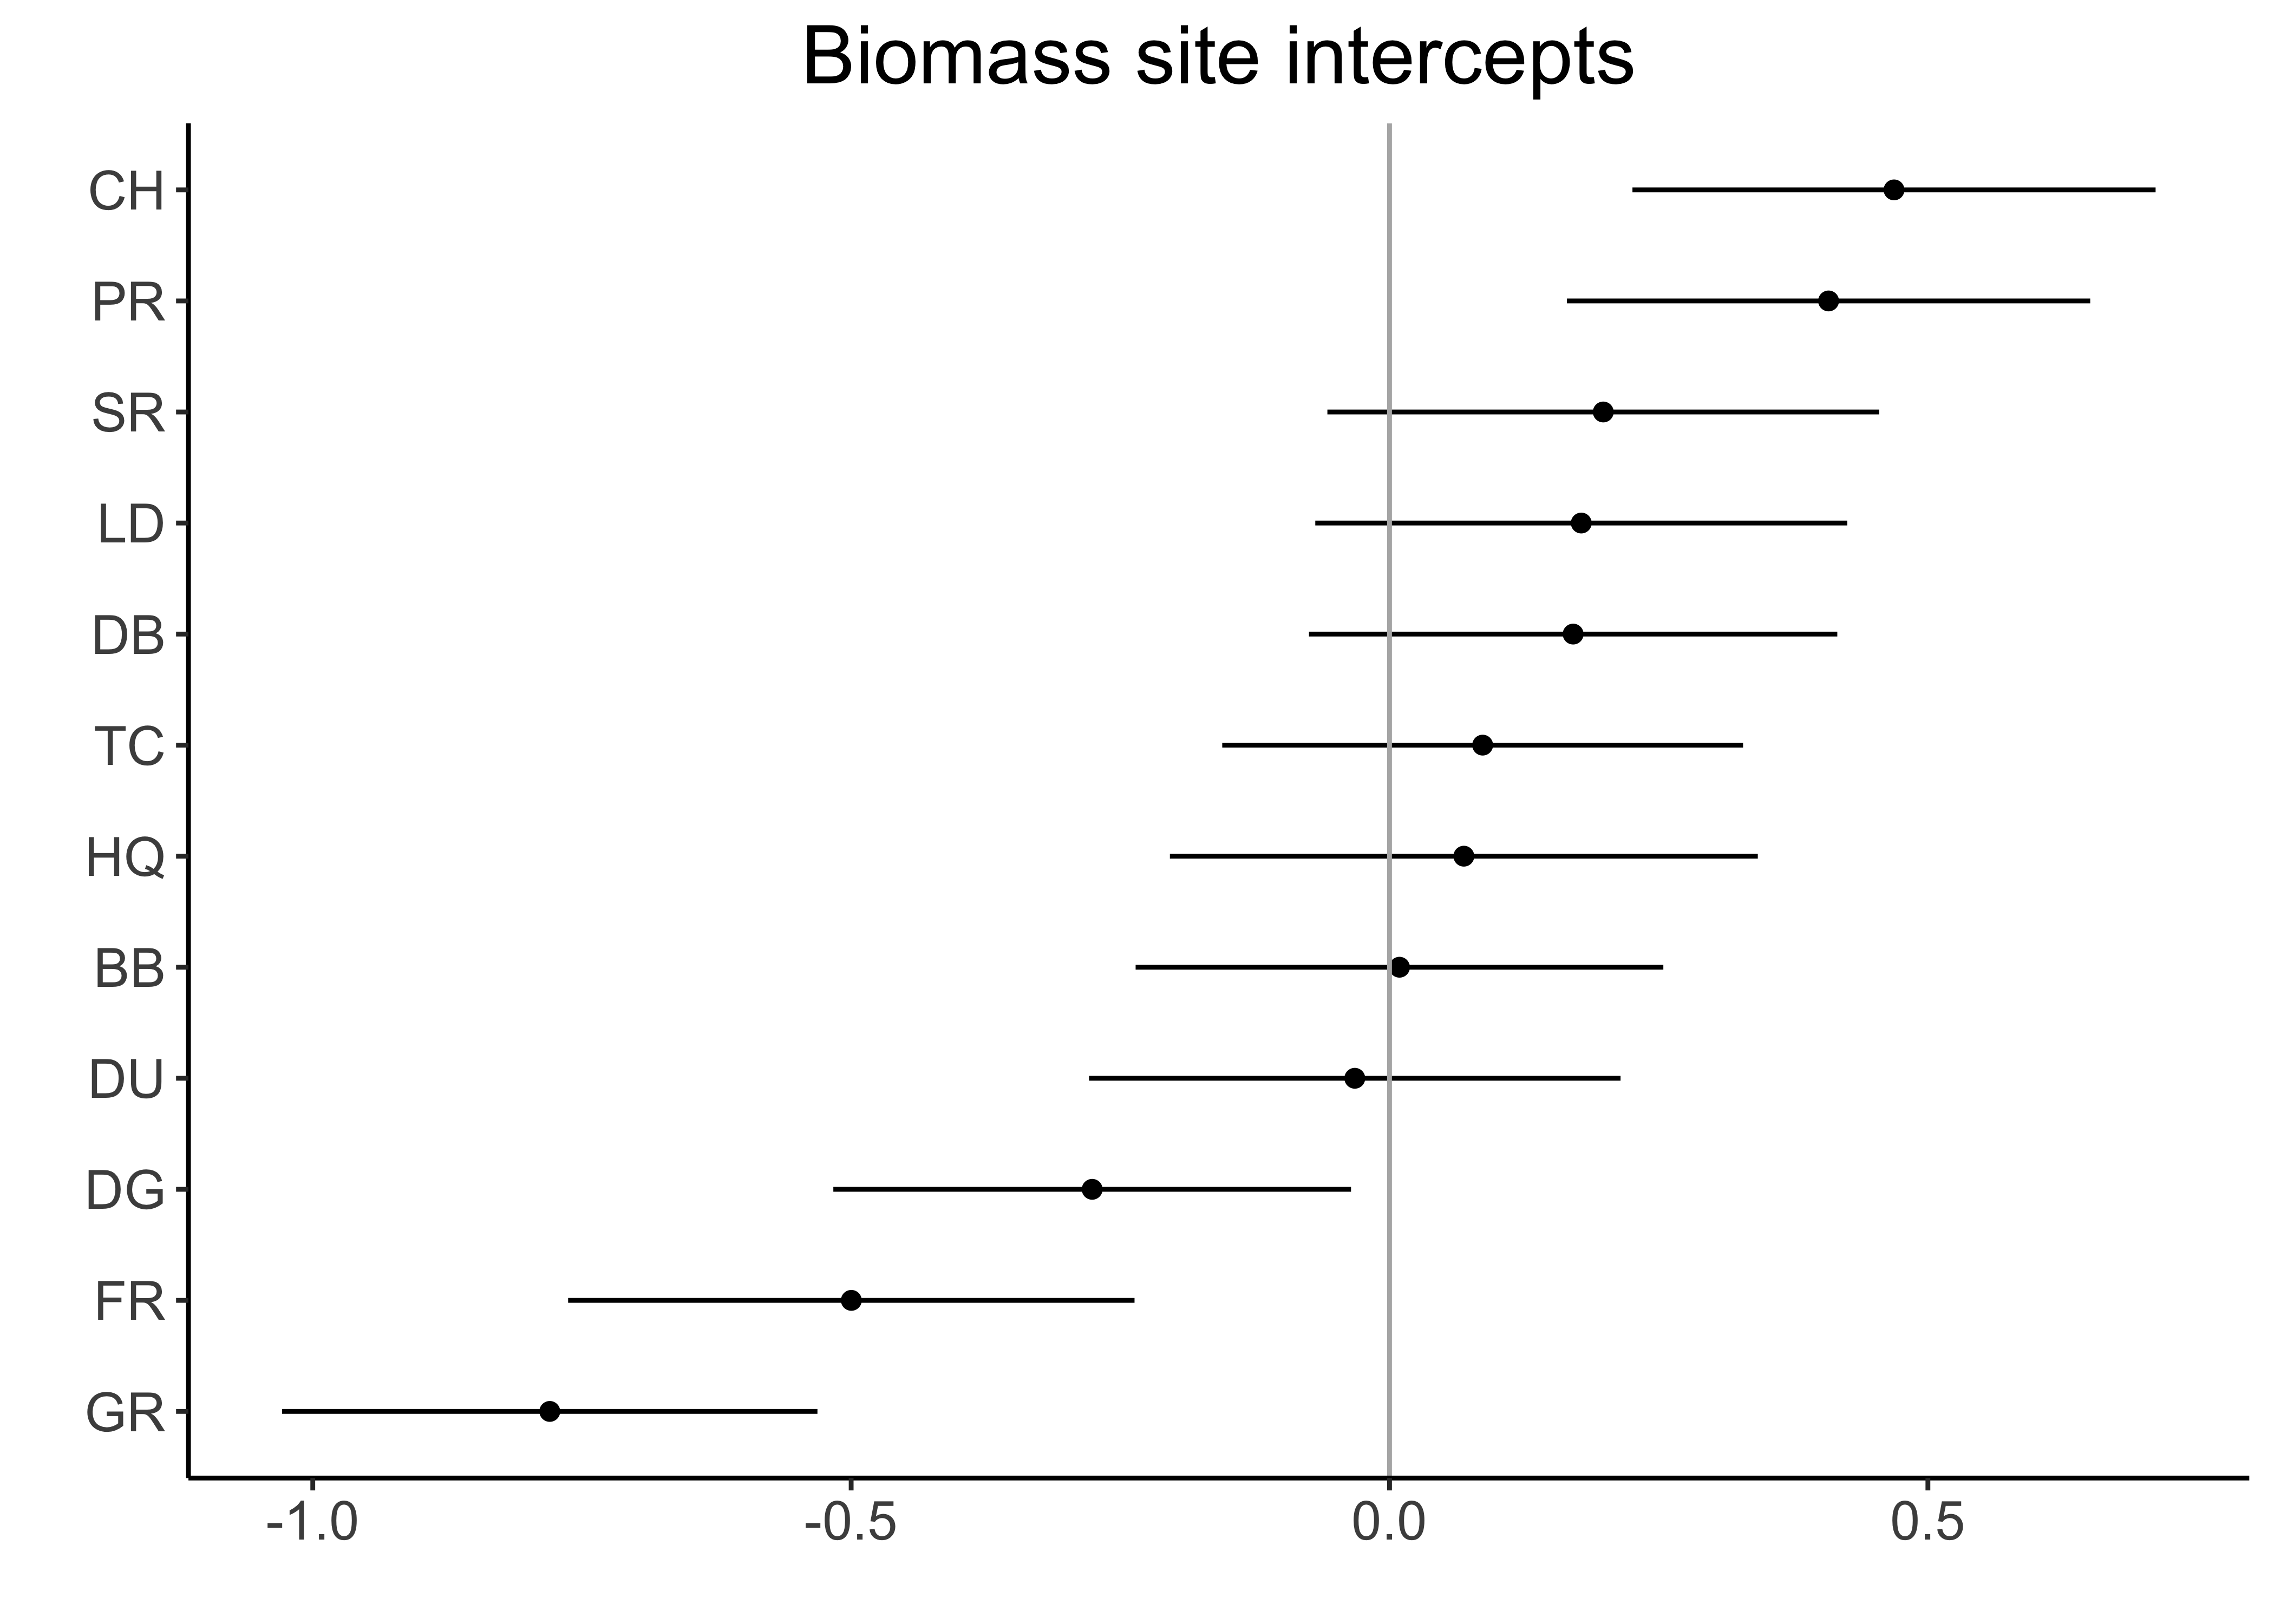 Biomass site intercepts
CH
PR
SR
LD
DB
TC
HQ
BB
DU
DG
FR
GR
-1.0 -0.5 0.0 0.5